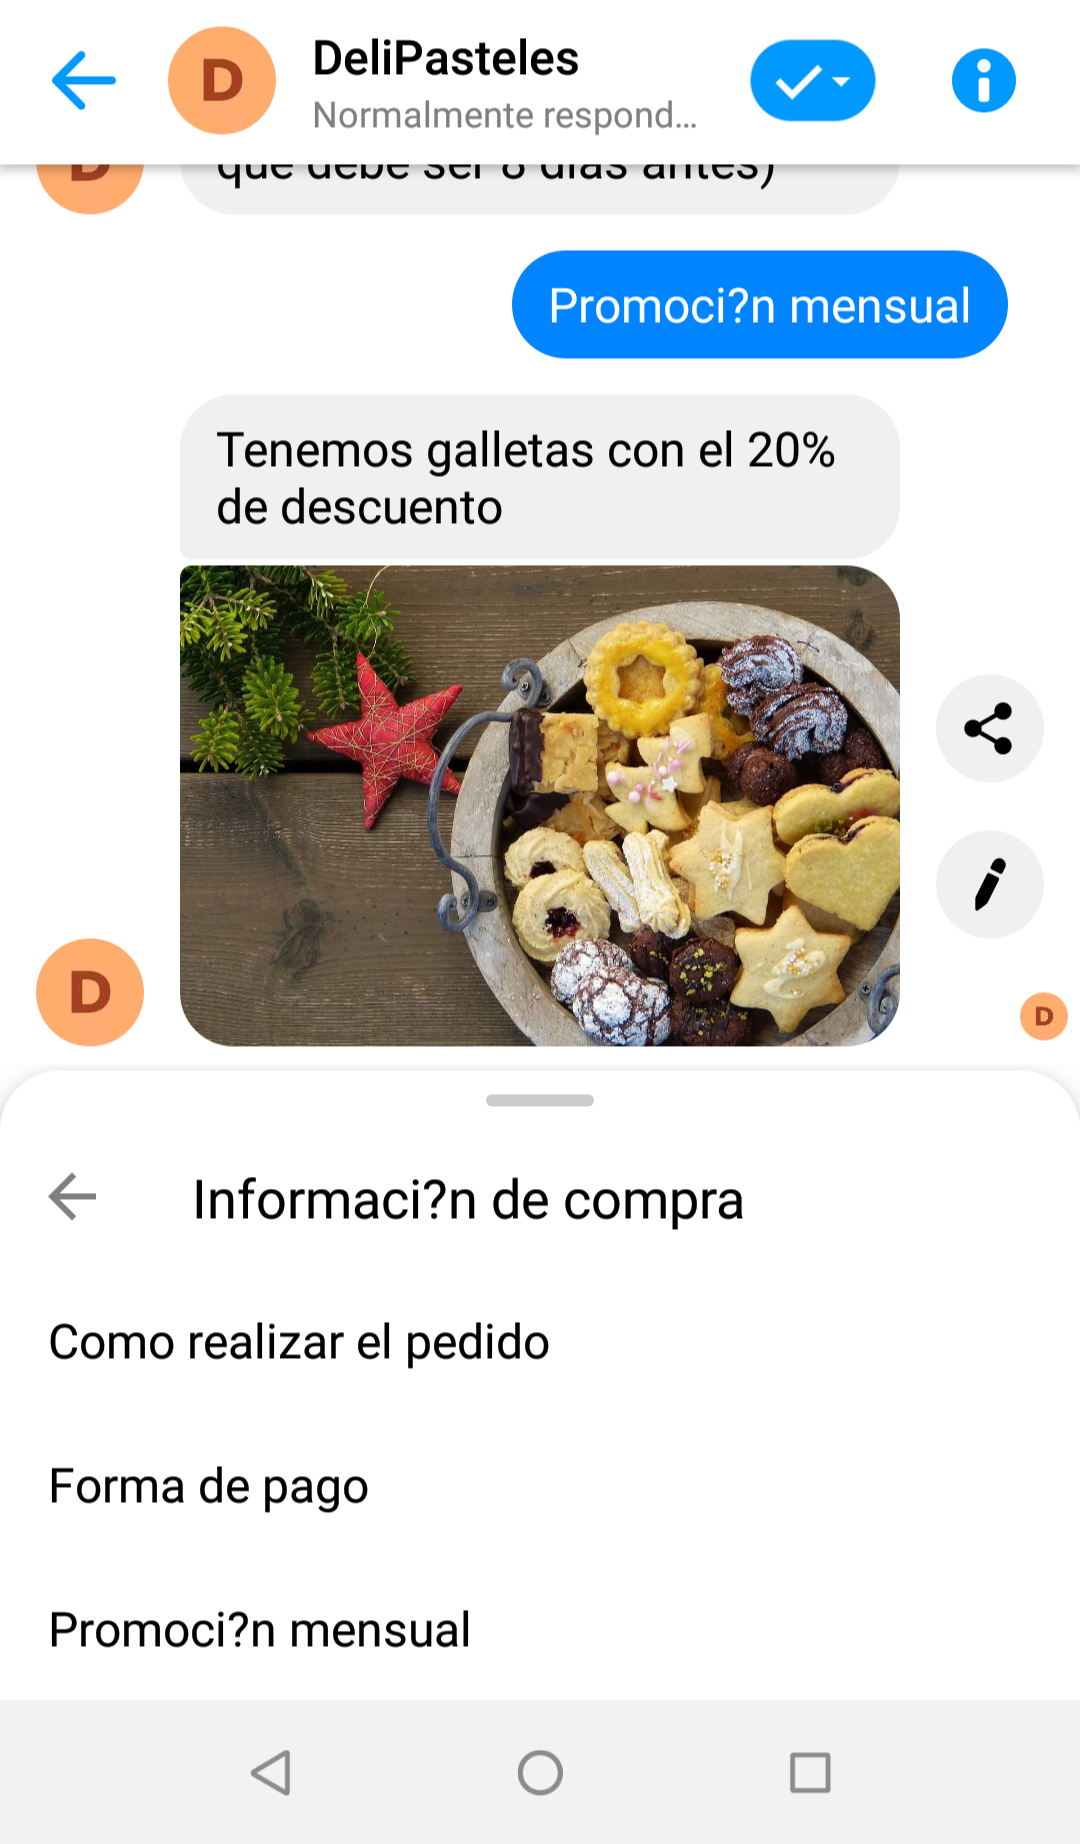 D
DeliPasteles
Normalmente respond...
que debe ser 8 días antes)
Promoci?n mensual
Tenemos galletas con el 20%
de descuento
D
D
Informaci?n de compra
Como realizar el pedido
Forma de pago
Promoci?n mensual